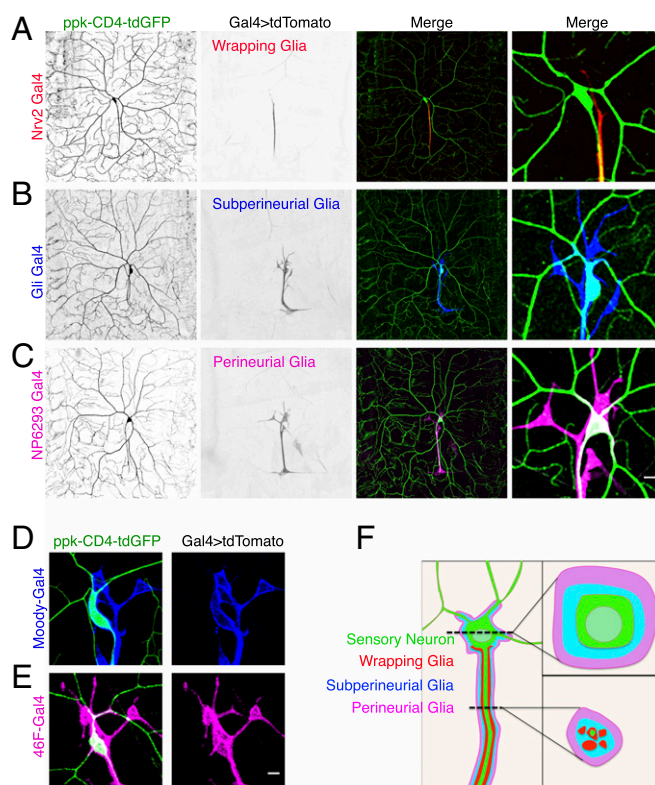 A
ppk-CD4-tdGFP
Gal4>tdTomato
Merge
Merge
Nrv2 Gal4
Wrapping Glia
B
Gli Gal4
Subperineurial Glia
C
NP6293 Gal4
Perineurial Glia
D
ppk-CD4-tdGFP
Gal4>tdTomato
Moody-Gal4
E
46F-Gal4
F
Sensory Neuron
Wrapping Glia
Subperineurial Glia
Perineurial Glia